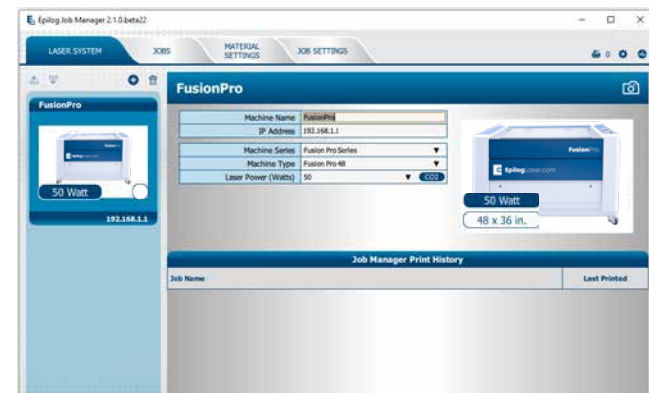 Epilog Job Manager 2.1.0.beta22
LASER SYSTEM
JOBS
MATERIAL
SETTINGS
JOB SETTINGS
0
FusionPro
50 Watt
192.168.1.1
FusionPro
Machine Name FusionPro
IP Address 192.168.1.1
Machine Series Fusion Pro Series
Machine Type Fusion Pro 48
Laser Power (Watts) 50 CO2
FusionPro
EpilogLaser.com
50 Watt
48 x 36 in.
Job Manager Print History
Job Name Last Printed